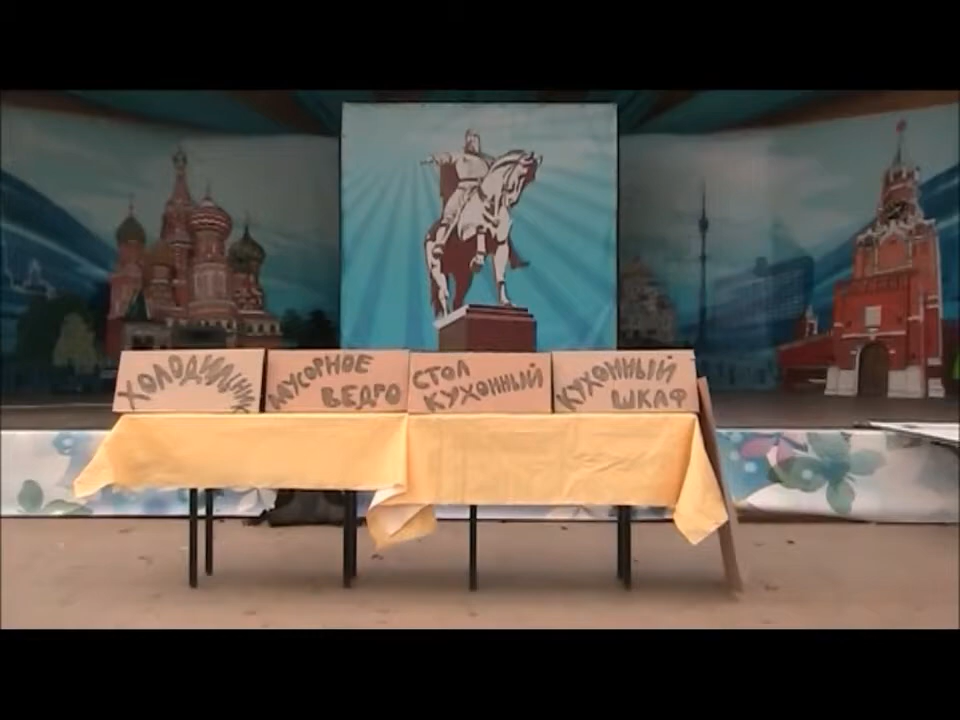 ХОЛОДИЛЬНИК
МУСОРНОЕ
ВЕДРО
СТОЛ
КУХОННЫЙ
КУХОННЫЙ
ШКАФ